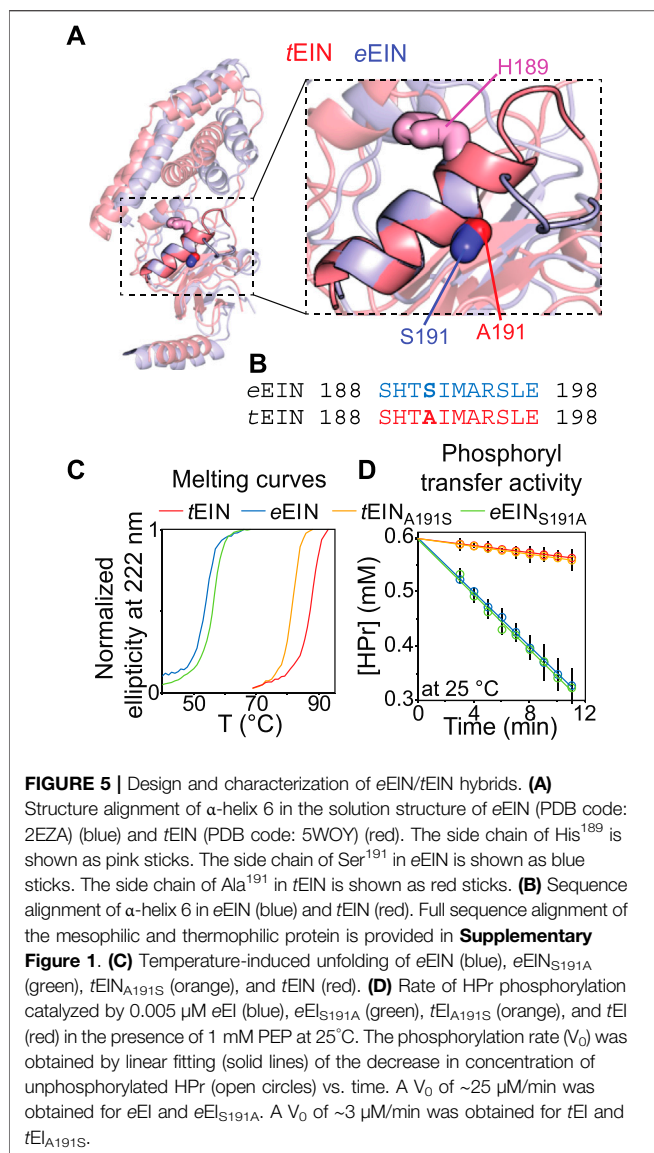 A
tEIN eEIN
H189
S191 A191
B
eEIN 188 SHTSIMARSLE 198
tEIN 188 SHTAIMARSLE 198
C Melting curves
D Phosphoryl transfer activity
tEIN eEIN tEIN_A191S eEIN_S191A
Normalized ellipticity at 222 nm
1
0
50 70 90
T (°C)
[HPr] (mM)
0.6
0.5
0.4
0.3
at 25 °C
0 4 8 12
Time (min)
FIGURE 5 | Design and characterization of eEIN/tEIN hybrids. (A)
Structure alignment of α-helix 6 in the solution structure of eEIN (PDB code:
2EZA) (blue) and tEIN (PDB code: 5WOY) (red). The side chain of His¹⁸⁹ is
shown as pink sticks. The side chain of Ser¹⁹¹ in eEIN is shown as blue
sticks. The side chain of Ala¹⁹¹ in tEIN is shown as red sticks. (B) Sequence
alignment of α-helix 6 in eEIN (blue) and tEIN (red). Full sequence alignment of
the mesophilic and thermophilic protein is provided in Supplementary
Figure 1. (C) Temperature-induced unfolding of eEIN (blue), eEIN_S191A
(green), tEIN_A191S (orange), and tEIN (red). (D) Rate of HPr phosphorylation
catalyzed by 0.005 μM eEI (blue), eEI_S191A (green), tEI_A191S (orange), and tEI
(red) in the presence of 1 mM PEP at 25°C. The phosphorylation rate (V₀) was
obtained by linear fitting (solid lines) of the decrease in concentration of
unphosphorylated HPr (open circles) vs. time. A V₀ of ~25 μM/min was
obtained for eEI and eEI_S191A. A V₀ of ~3 μM/min was obtained for tEI and
tEI_A191S.